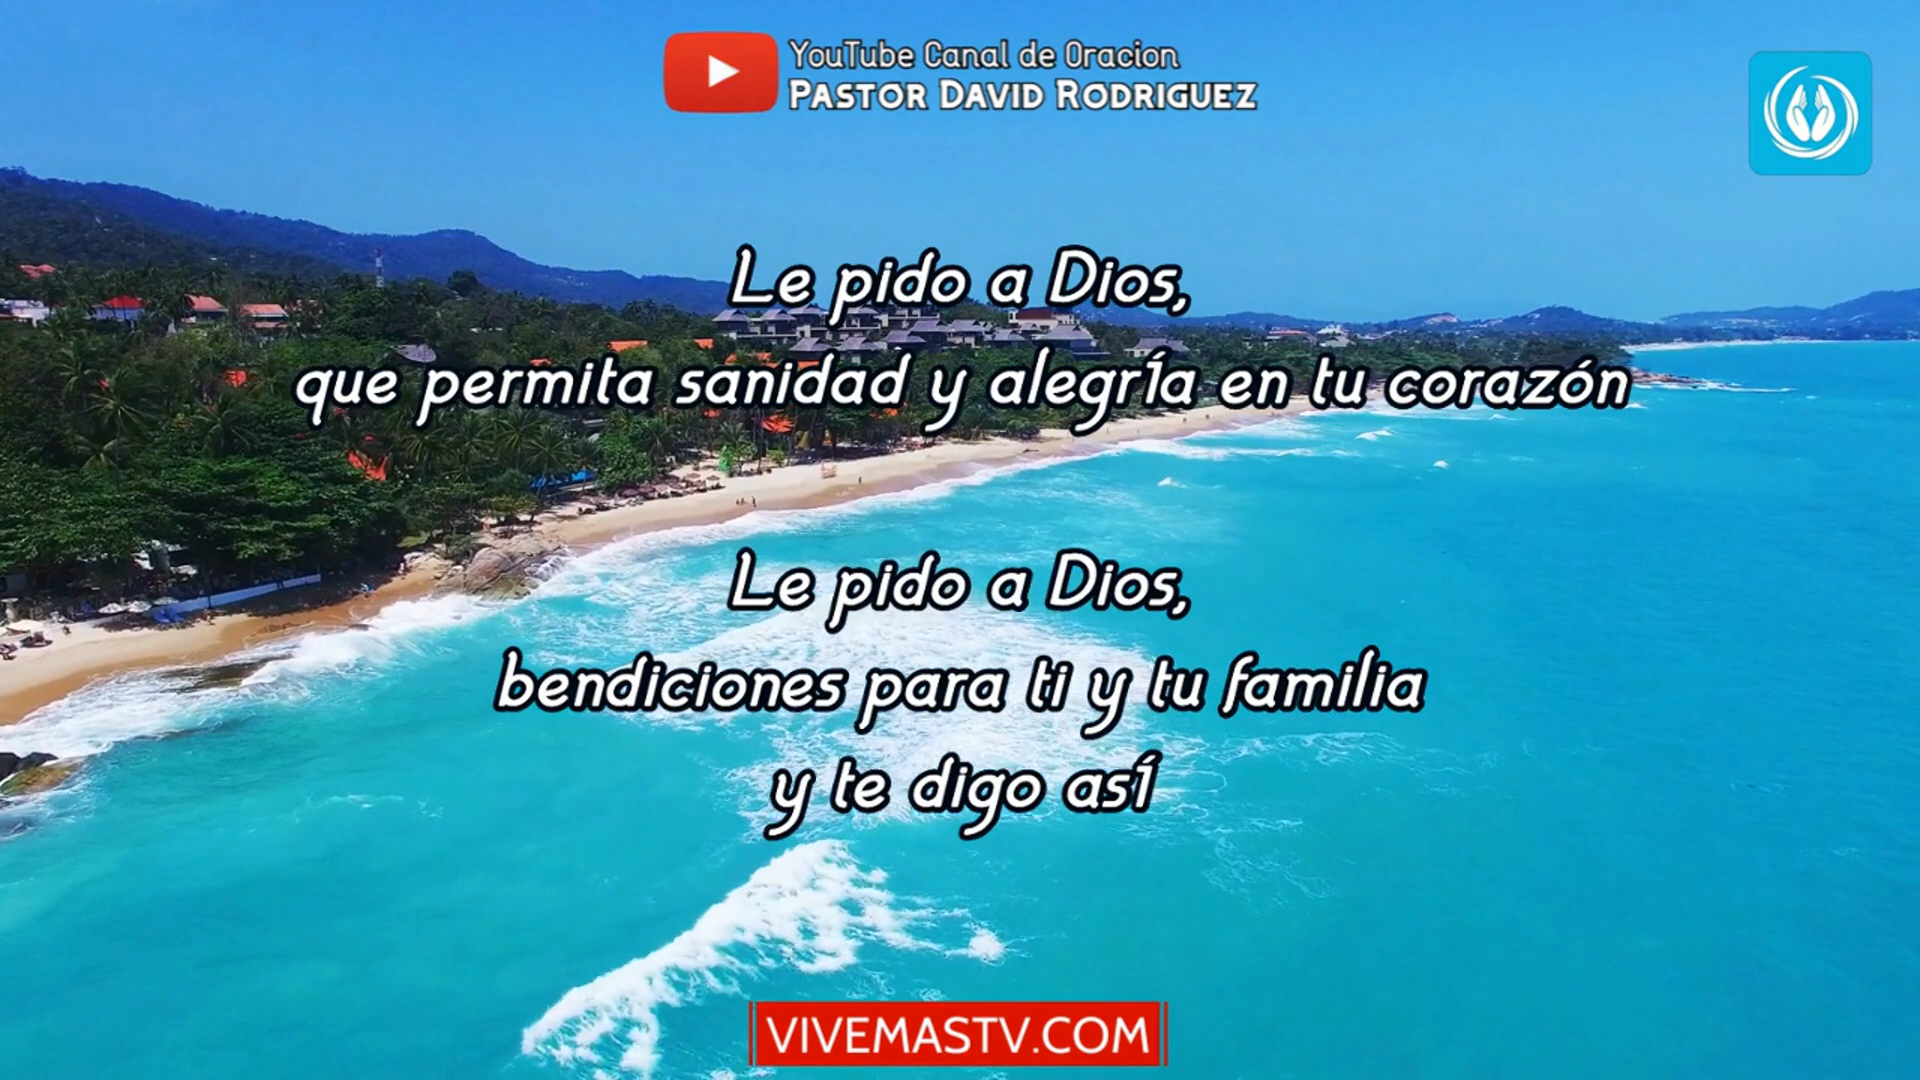 YouTube Canal de Oracion
PASTOR DAVID RODRIGUEZ
Le pido a Dios,
que permita sanidad y alegría en tu corazón
Le pido a Dios,
bendiciones para ti y tu familia
y te digo así
VIVEMASTV.COM